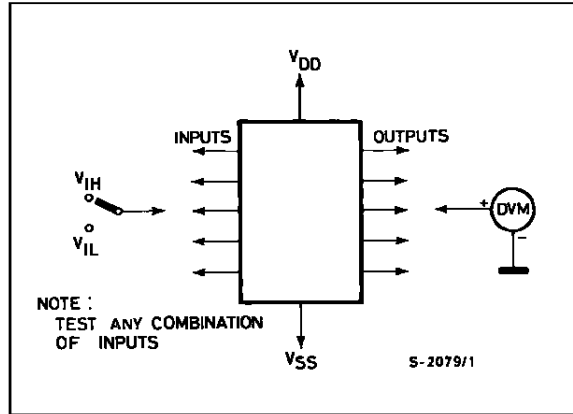 VDD
INPUTS
OUTPUTS
VIH
VIL
+
DVM
−
NOTE :
TEST ANY COMBINATION
OF INPUTS
VSS
S-2079/1